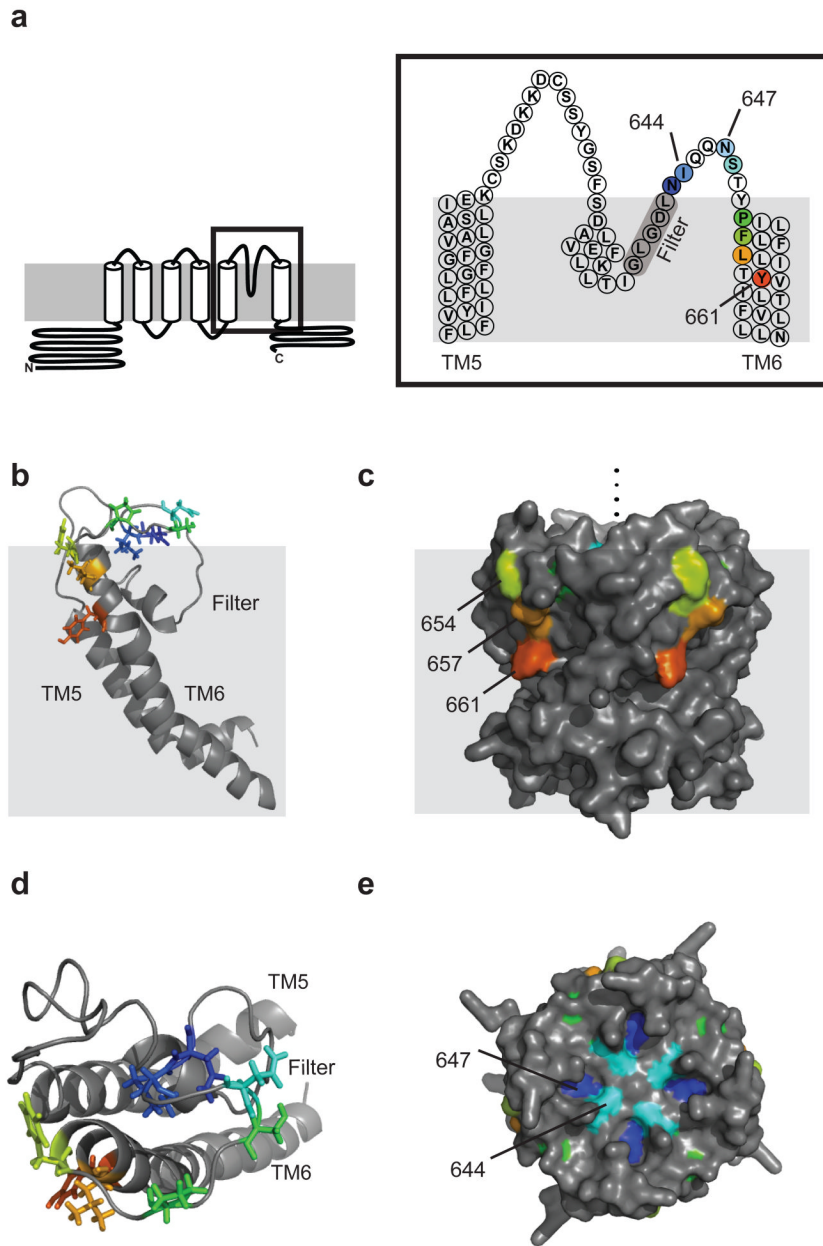 a
644
647
K C S K D K K D C S S Y G S F S D
L N I Q Q N S T Y
I E L
A S L
V A G
G F F
L G L
L F I
V Y F
F L
A L
V E F
L K
L T I G L G D
Filter
P I L
F L F
L L I
T Y V
I L T
F V L
L L N
661
TM5
TM6
N
C
b
Filter
TM5
TM6
c
654
657
661
d
TM5
Filter
TM6
e
647
644